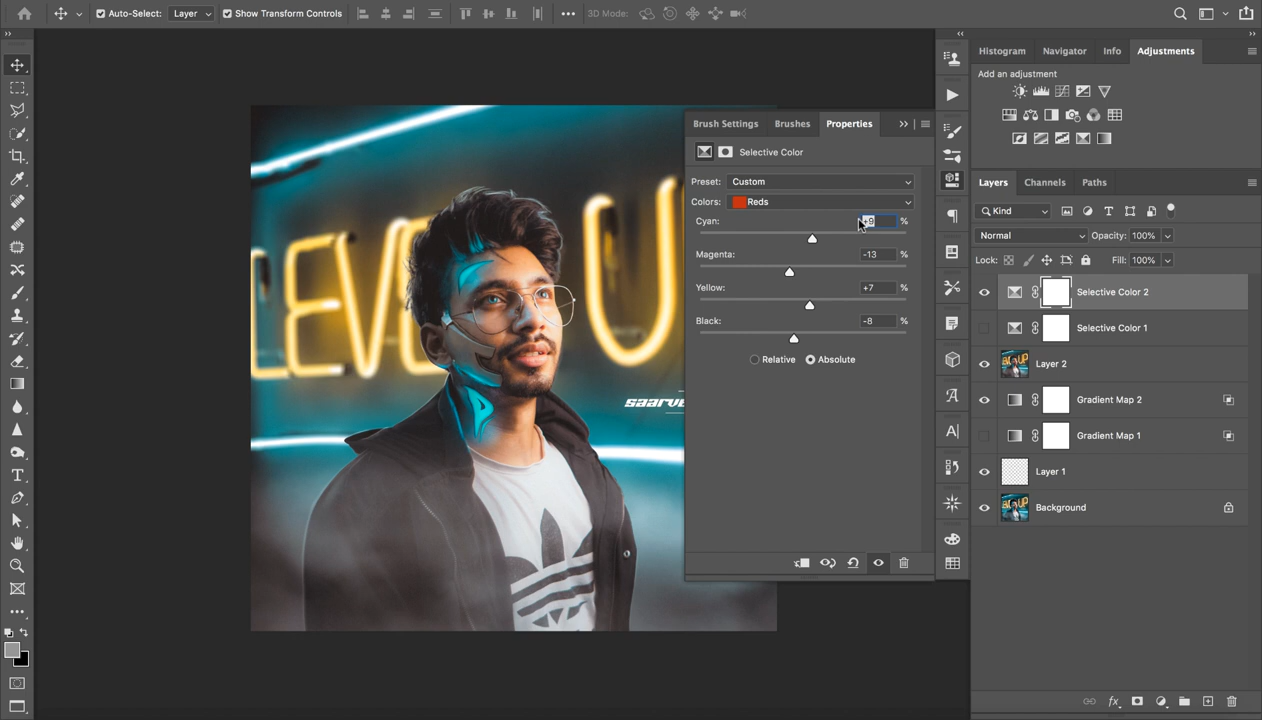 Auto-Select: Layer Show Transform Controls 3D Mode:
Histogram Navigator Info Adjustments
Add an adjustment
Brush Settings Brushes Properties
Selective Color
Preset: Custom
Colors: Reds
Cyan: +9 %
Magenta: -13 %
Yellow: +7 %
Black: -8 %
Relative Absolute
Layers Channels Paths
Kind
Normal Opacity: 100%
Lock: Fill: 100%
Selective Color 2
Selective Color 1
Layer 2
Gradient Map 2
Gradient Map 1
Layer 1
Background
LEVE
U
saarve